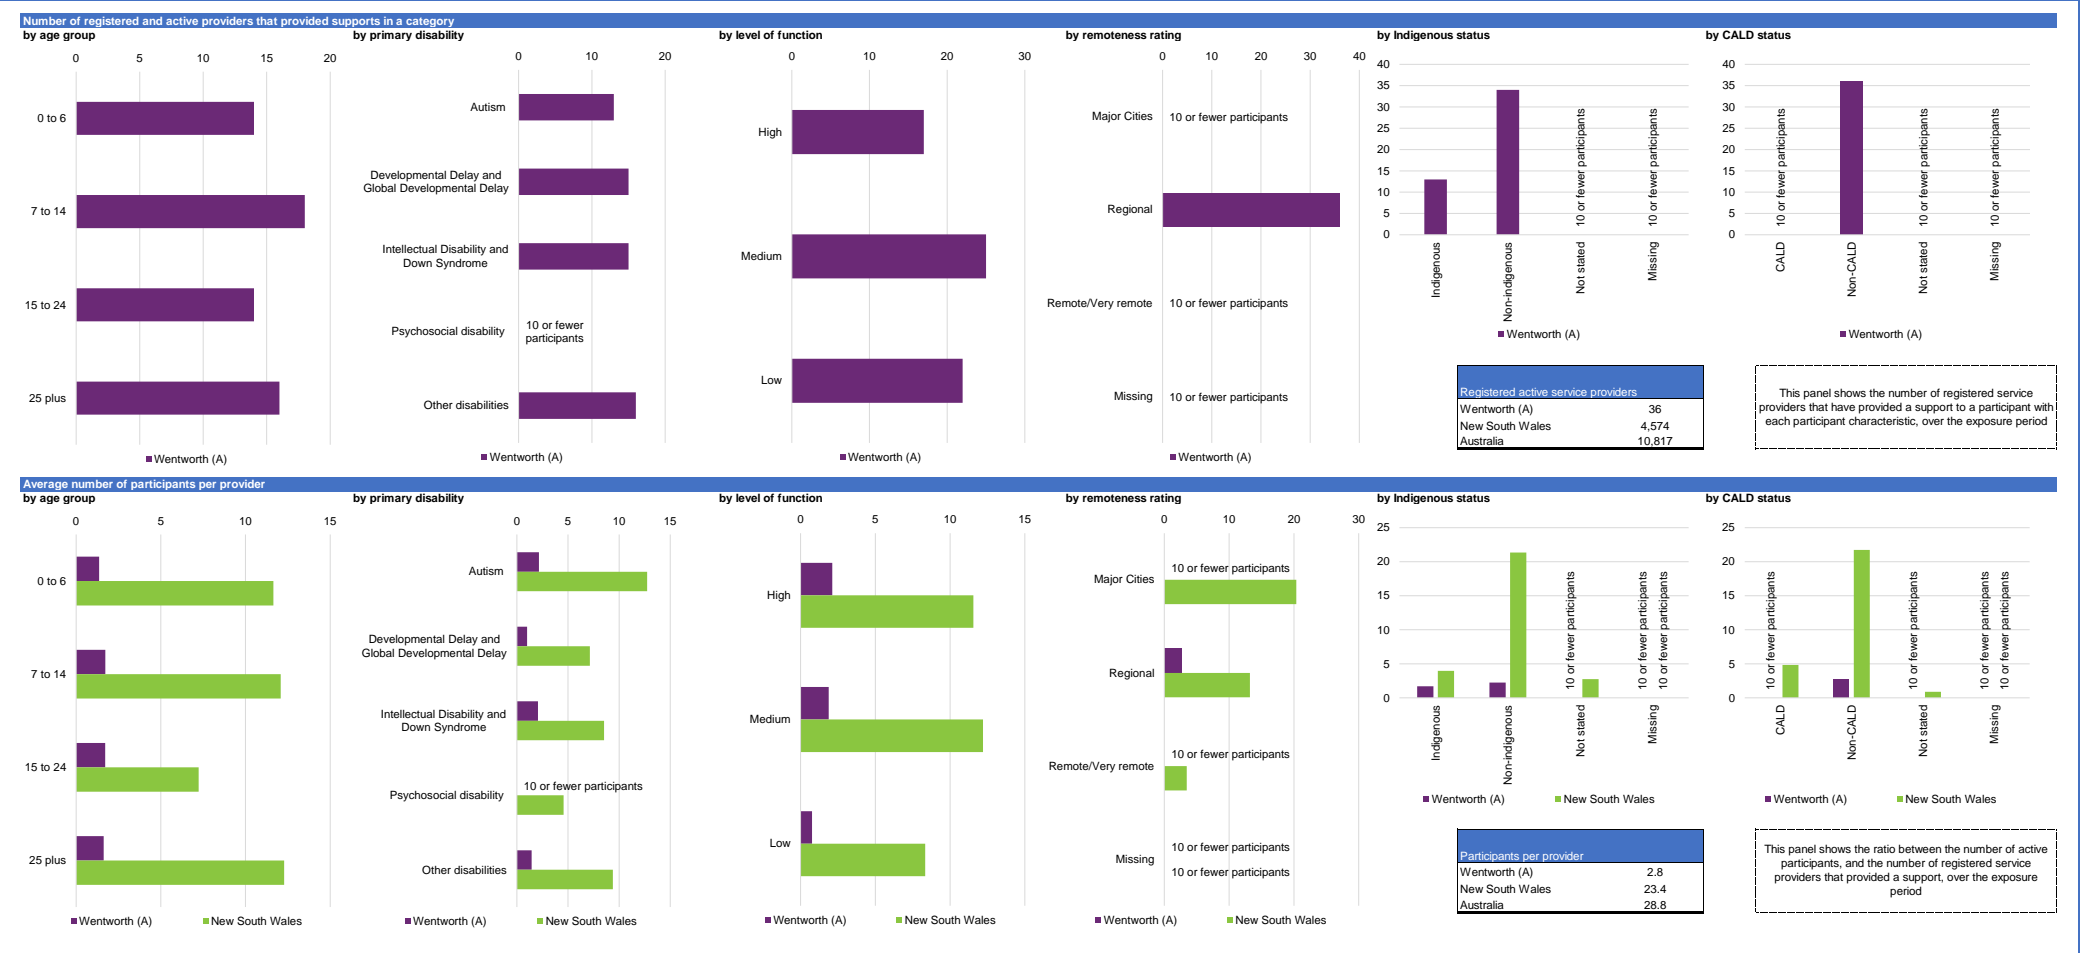 Number of registered and active providers that provided supports in a category
by age group
0 5 10 15 20
0 to 6
7 to 14
15 to 24
25 plus
Wentworth (A)
by primary disability
0 10 20
Autism
Developmental Delay and
Global Developmental Delay
Intellectual Disability and
Down Syndrome
Psychosocial disability
10 or fewer
participants
Other disabilities
Wentworth (A)
by level of function
0 10 20 30
High
Medium
Low
Wentworth (A)
by remoteness rating
0 10 20 30 40
Major Cities 10 or fewer participants
Regional
Remote/Very remote 10 or fewer participants
Missing 10 or fewer participants
Wentworth (A)
by Indigenous status
40
35
30
25
20
15
10
5
0
10 or fewer participants
10 or fewer participants
Indigenous
Non-indigenous
Not stated
Missing
Wentworth (A)
by CALD status
40
35
30
25
20
15
10
5
0
10 or fewer participants
10 or fewer participants
10 or fewer participants
CALD
Non-CALD
Not stated
Missing
Wentworth (A)
Registered active service providers
Wentworth (A) 36
New South Wales 4,574
Australia 10,817
This panel shows the number of registered service
providers that have provided a support to a participant with
each participant characteristic, over the exposure period
Average number of participants per provider
by age group
0 5 10 15
0 to 6
7 to 14
15 to 24
25 plus
Wentworth (A) New South Wales
by primary disability
0 5 10 15
Autism
Developmental Delay and
Global Developmental Delay
Intellectual Disability and
Down Syndrome
Psychosocial disability
10 or fewer participants
Other disabilities
Wentworth (A) New South Wales
by level of function
0 5 10 15
High
Medium
Low
Wentworth (A) New South Wales
by remoteness rating
0 10 20 30
Major Cities
10 or fewer participants
Regional
Remote/Very remote
10 or fewer participants
Missing
10 or fewer participants
10 or fewer participants
Wentworth (A) New South Wales
by Indigenous status
25
20
15
10
5
0
10 or fewer participants
10 or fewer participants
10 or fewer participants
Indigenous
Non-indigenous
Not stated
Missing
Wentworth (A) New South Wales
by CALD status
25
20
15
10
5
0
10 or fewer participants
10 or fewer participants
10 or fewer participants
10 or fewer participants
CALD
Non-CALD
Not stated
Missing
Wentworth (A) New South Wales
Participants per provider
Wentworth (A) 2.8
New South Wales 23.4
Australia 28.8
This panel shows the ratio between the number of active
participants, and the number of registered service
providers that provided a support, over the exposure
period